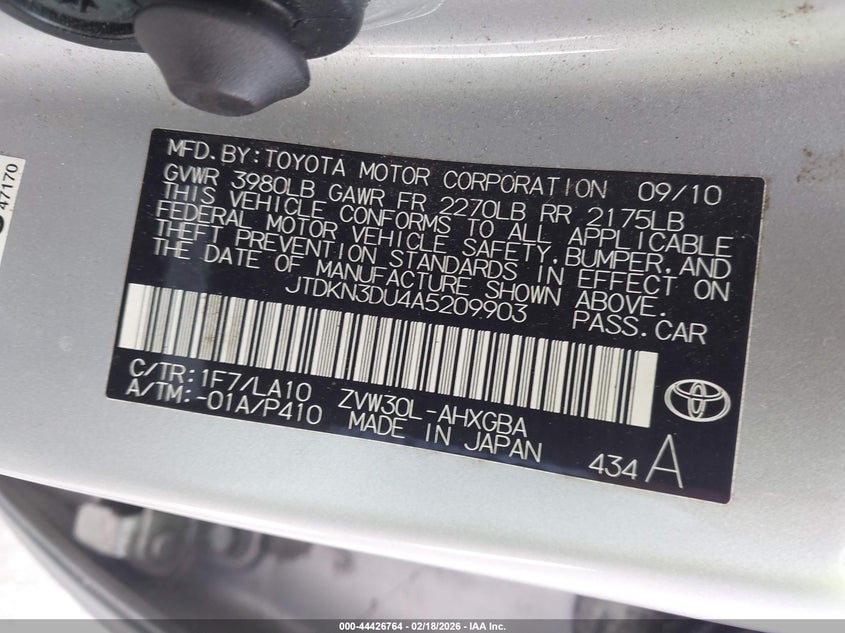 47170
MFD.BY:TOYOTA MOTOR CORPORATION 09/10
GVWR 3980LB GAWR FR 2270LB RR 2175LB
THIS VEHICLE CONFORMS TO ALL APPLICABLE
FEDERAL MOTOR VEHICLE SAFETY,BUMPER,AND
THEFT PREVENTION STANDARDS IN EFFECT ON
THE DATE OF MANUFACTURE SHOWN ABOVE.
JTDKN3DU4A5209903 PASS.CAR
C/TR:1F7/LA10 ZVW30L-AHXGBA
A/TM:-01A/P410 MADE IN JAPAN
434 A
000-44426764 - 02/18/2026 - IAA Inc.